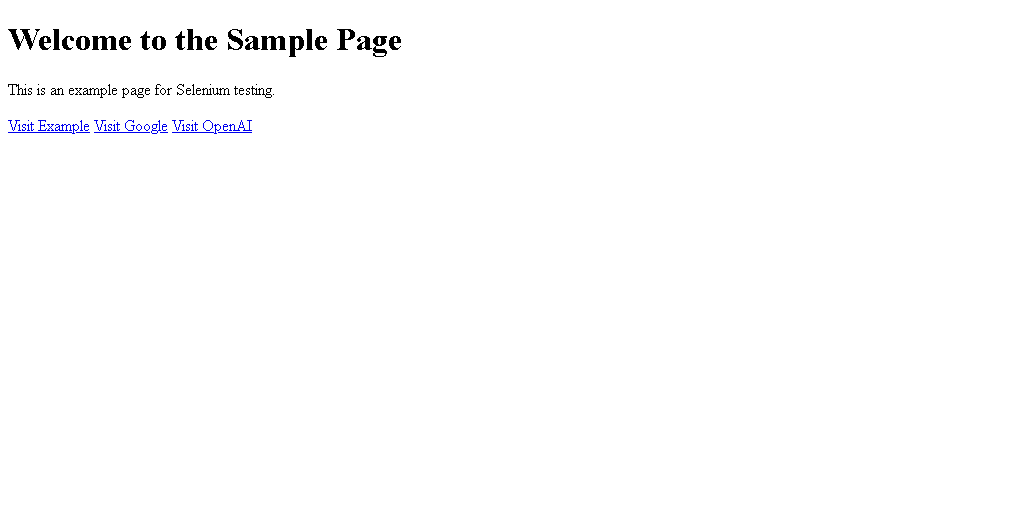 Welcome to the Sample Page
This is an example page for Selenium testing.
Visit Example Visit Google Visit OpenAI